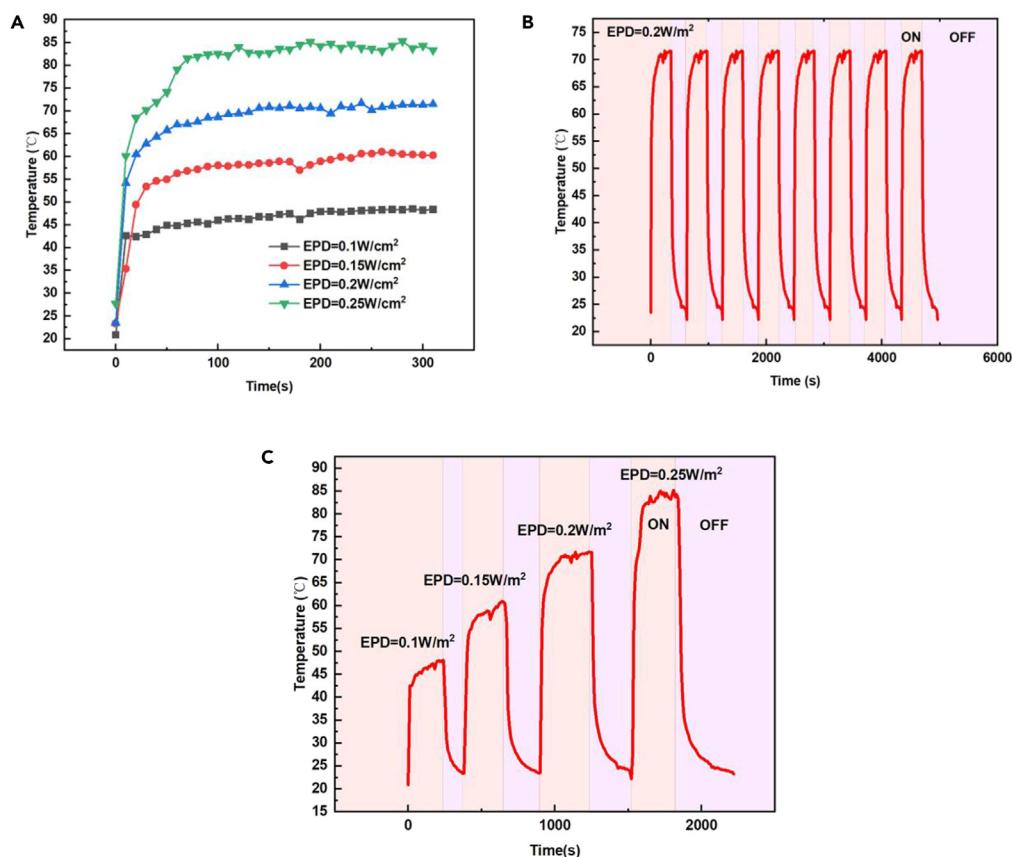 A
90
85
80
75
70
65
60
55
50
45
40
35
30
25
20
Temperature (℃)
EPD=0.1W/cm²
EPD=0.15W/cm²
EPD=0.2W/cm²
EPD=0.25W/cm²
0 100 200 300
Time(s)
B
75
70
65
60
55
50
45
40
35
30
25
20
Temperature (℃)
EPD=0.2W/m²
ON OFF
0 2000 4000 6000
Time (s)
C
90
85
80
75
70
65
60
55
50
45
40
35
30
25
20
15
Temperature (℃)
EPD=0.25W/m²
ON OFF
EPD=0.2W/m²
EPD=0.15W/m²
EPD=0.1W/m²
0 1000 2000
Time(s)